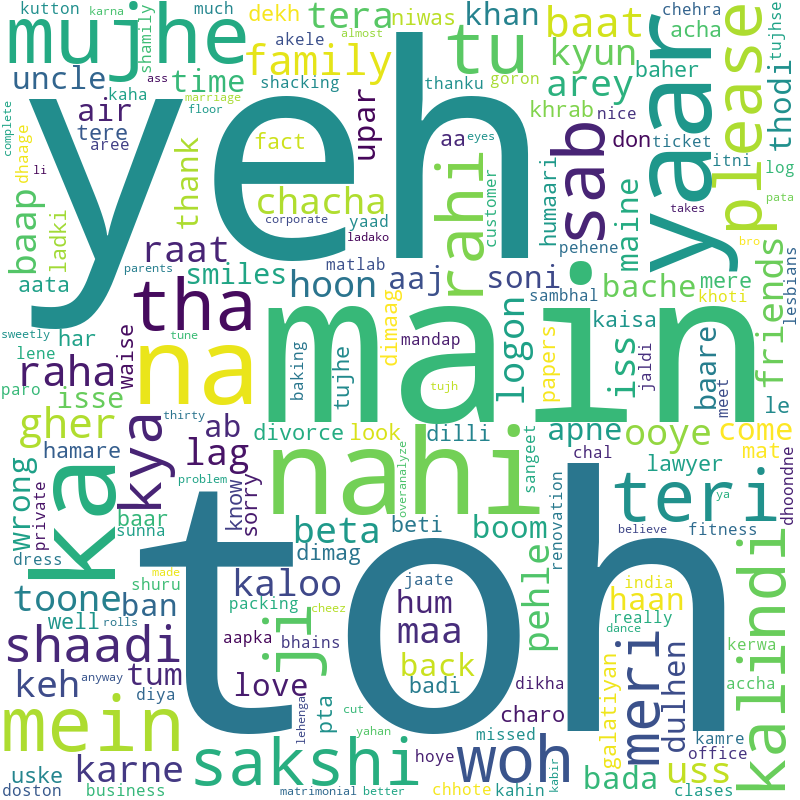 kutton
karna
much
mujhe
shamily
dekh
akele
tera
almost
niwas
khan
baat
chehra
acha
tujhse
uncle
time
family
tu
kyun
yaar
please
kaha
ass
marriage
shacking
thanku
goron
arey
baher
thodi
air
tere
floor
complete
aree
dhaage
li
yeh
fact
upar
aa
eyes
khrab
nice
don
ticket
itni
log
pata
takes
bro
baap
ladki
thank
chacha
corporate
yaad
ladako
rahi
customer
sab
humaari
maine
pehene
raat
parents
smiles
matlab
hoon
aaj
soni
sambhal
bache
mere
khoti
friends
lesbians
aata
tha
main
sweetly
har
tune
lene
paro
raha
waise
isse
na
thirty
baking
tujhe
dimaag
mandap
tujh
logon
papers
kaisa
iss
jaldi
baare
meet
le
gher
kya
ab
lag
divorce
look
dilli
aphe
ooye
come
mat
hamare
nahi
overanalyze
sangeet
chal
lawyer
dhoondne
wrong
private
ka
problem
know
sorry
beta
beti
boom
renovation
teri
ya
baar
sunna
dress
shuru
toh
dimag
believe
fitness
kalindi
toone
made
ban
kaloo
jaate
pehle
india
haan
well
rolls
packing
cheez
hum
really
dance
shaadi
aapka
ji
bhains
maa
meri
kerwa
accha
keh
anyway
tum
love
back
dikha
galatiyan
dulhen
diya
lehenga
pta
badi
charo
kamre
mein
cut
missed
office
yahan
sakshi
woh
uske
karne
hoye
kabir
bada
uss
doston
business
matrimonial
better
chhote
kahin
clases